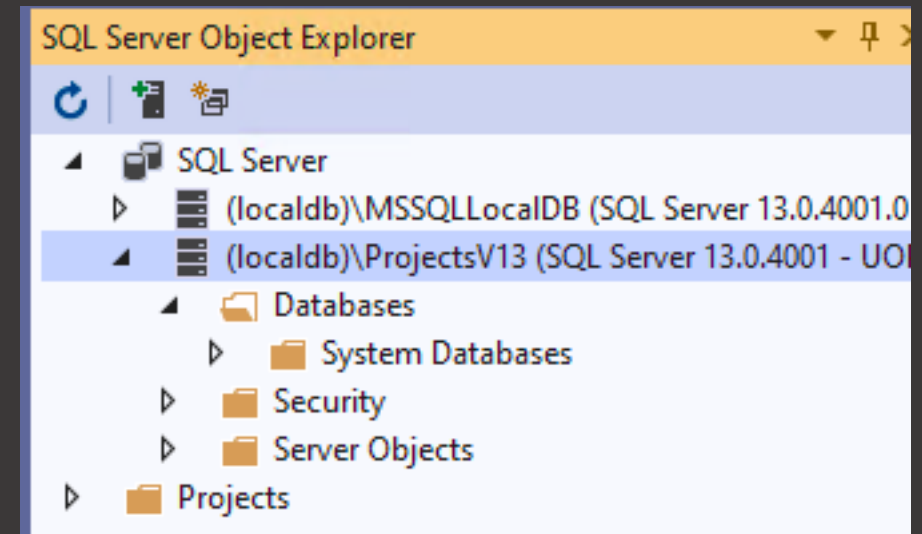 SQL Server Object Explorer
SQL Server
(localdb)\MSSQLLocalDB (SQL Server 13.0.4001.0
(localdb)\ProjectsV13 (SQL Server 13.0.4001 - UO
Databases
System Databases
Security
Server Objects
Projects